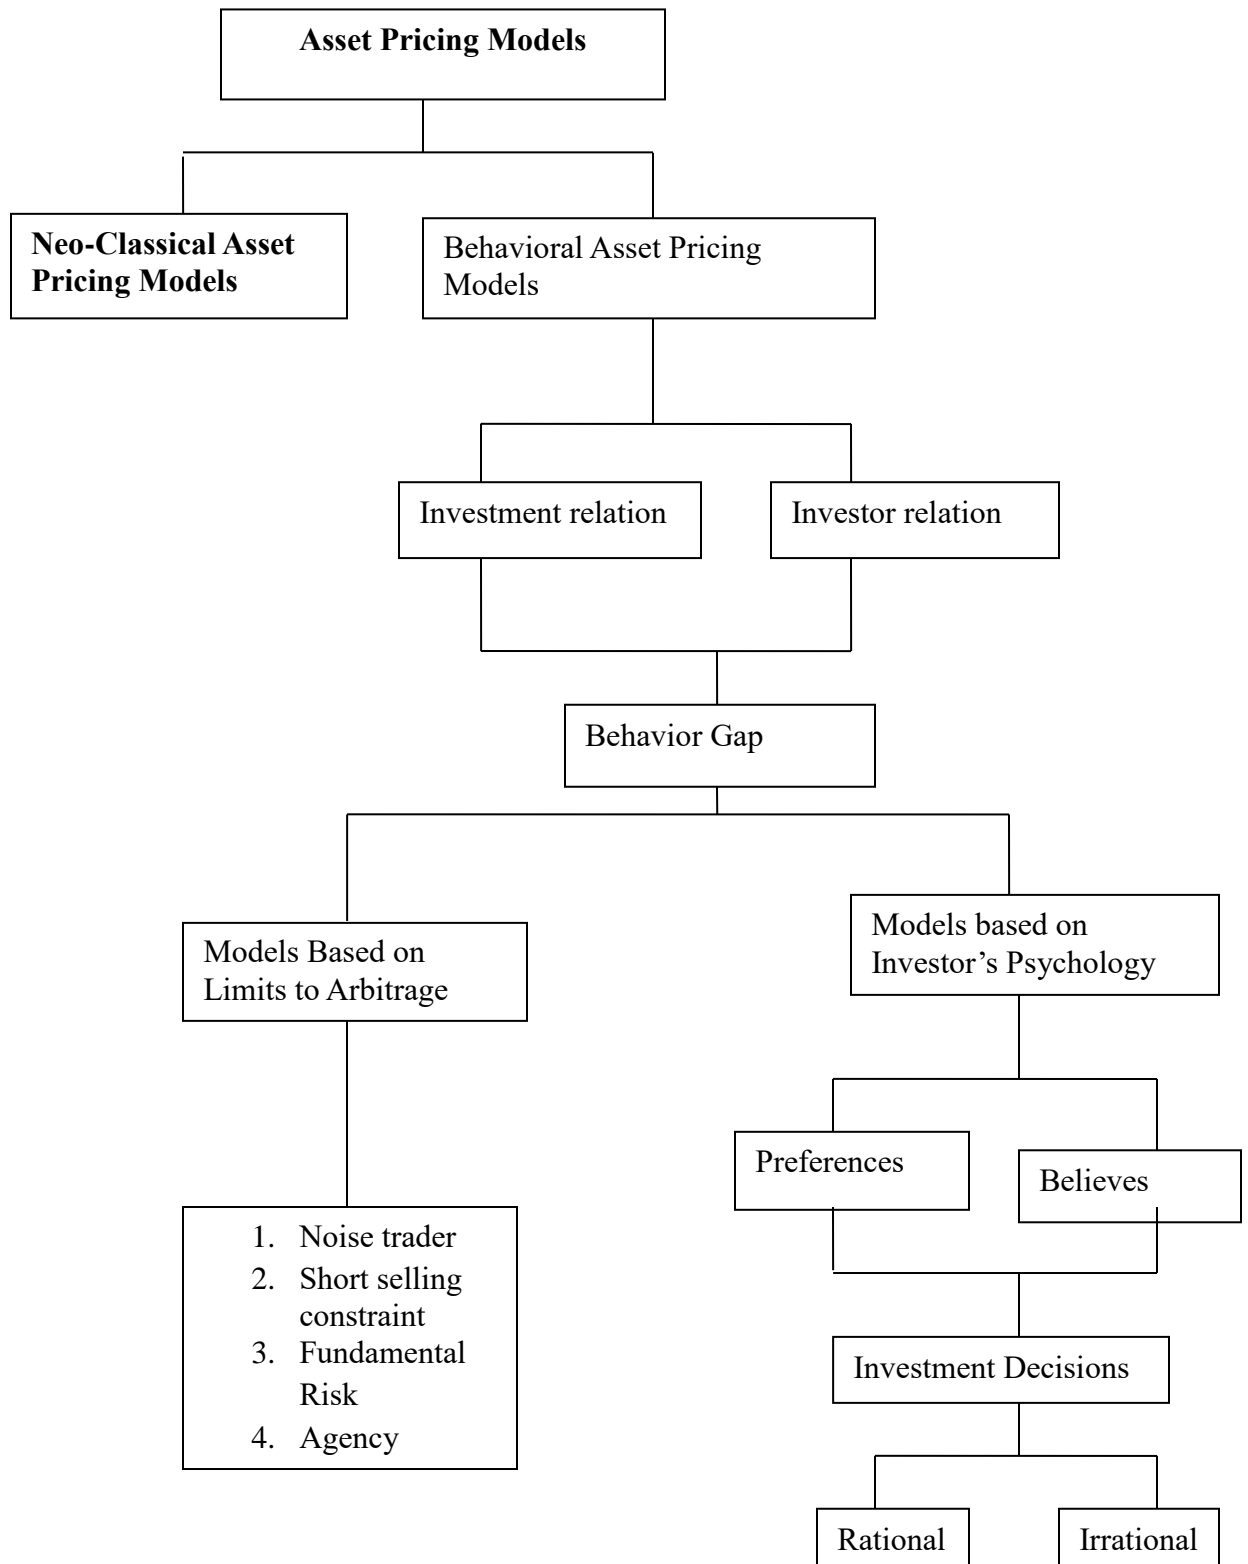 Asset Pricing Models
Neo-Classical Asset
Pricing Models
Behavioral Asset Pricing
Models
Investment relation
Investor relation
Behavior Gap
Models Based on
Limits to Arbitrage
Models based on
Investor’s Psychology
Preferences
Believes
1. Noise trader
2. Short selling
constraint
3. Fundamental
Risk
4. Agency
Investment Decisions
Rational
Irrational